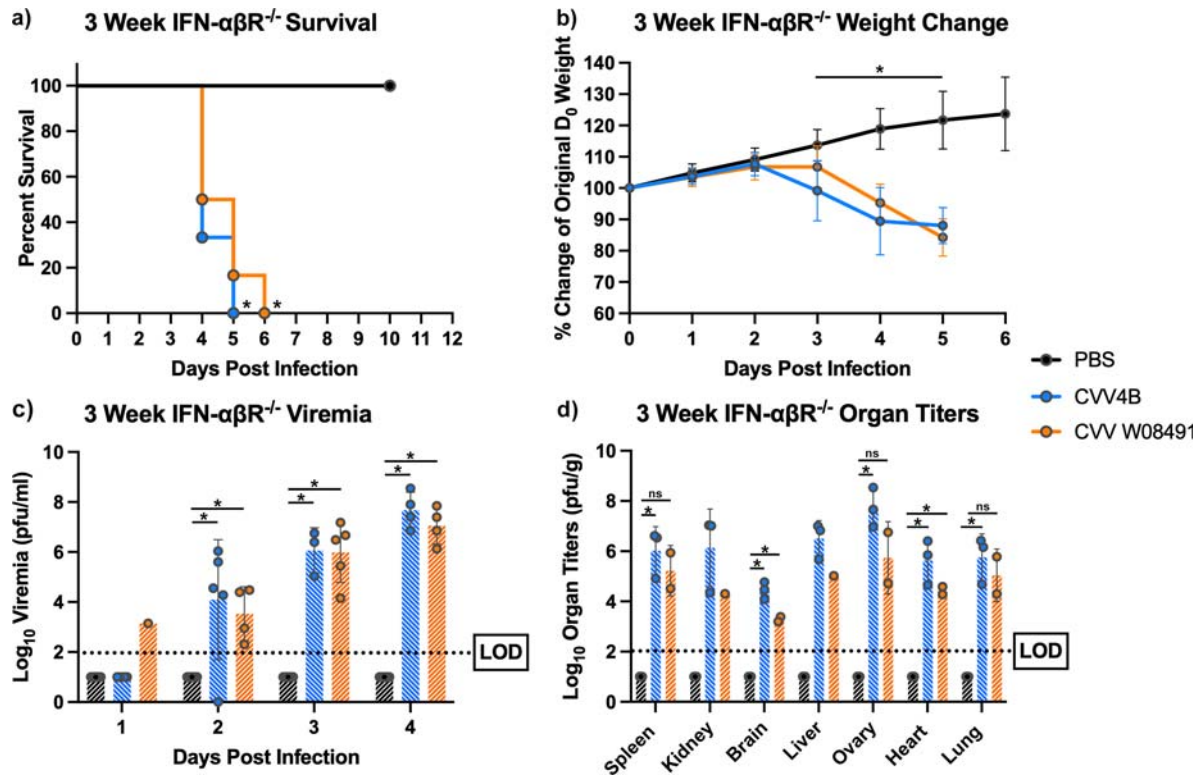 a) 3 Week IFN-αβR-/- Survival
Percent Survival
100
80
60
40
20
0
0 1 2 3 4 5 6 7 8 9 10 11 12
* *
Days Post Infection
b) 3 Week IFN-αβR-/- Weight Change
% Change of Original D0 Weight
*
140
130
120
110
100
90
80
70
60
0 1 2 3 4 5 6
Days Post Infection
PBS
CVV4B
CVV W08491
c) 3 Week IFN-αβR-/- Viremia
Log10 Viremia (pfu/ml)
10
8
6
4
2
0
* * * * * *
LOD
1 2 3 4
Days Post Infection
d) 3 Week IFN-αβR-/- Organ Titers
Log10 Organ Titers (pfu/g)
10
8
6
4
2
0
ns * * * ns * * * ns *
LOD
Spleen Kidney Brain Liver Ovary Heart Lung